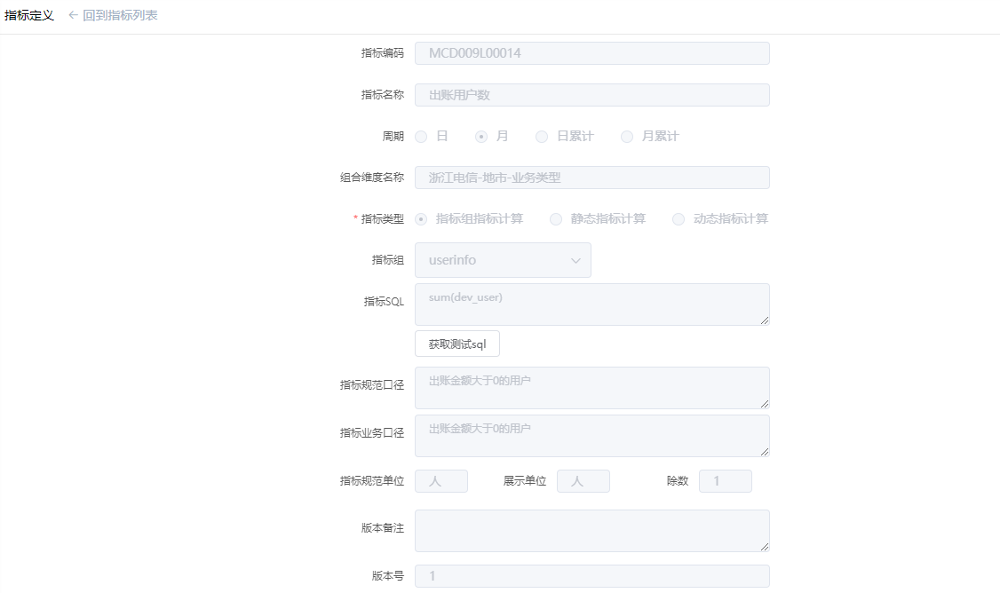 指标定义 ← 回到指标列表
指标编码 MCD009L00014
指标名称 出账用户数
周期 日 月 日累计 月累计
组合维度名称 浙江电信-地市-业务类型
* 指标类型 指标组指标计算 静态指标计算 动态指标计算
指标组 userinfo
指标SQL sum(dev_user)
获取测试sql
指标规范口径 出账金额大于0的用户
指标业务口径 出账金额大于0的用户
指标规范单位 人 展示单位 人 除数 1
版本备注
版本号 1